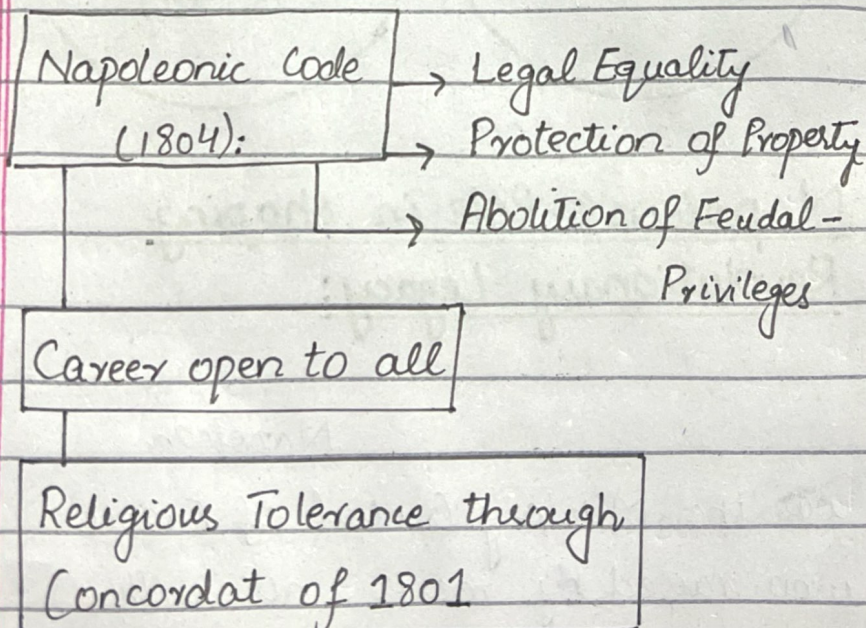 Napoleonic Code → Legal Equality
(1804): → Protection of Property
→ Abolition of Feudal -
Privileges
Career open to all
Religious Tolerance through
Concordat of 1801